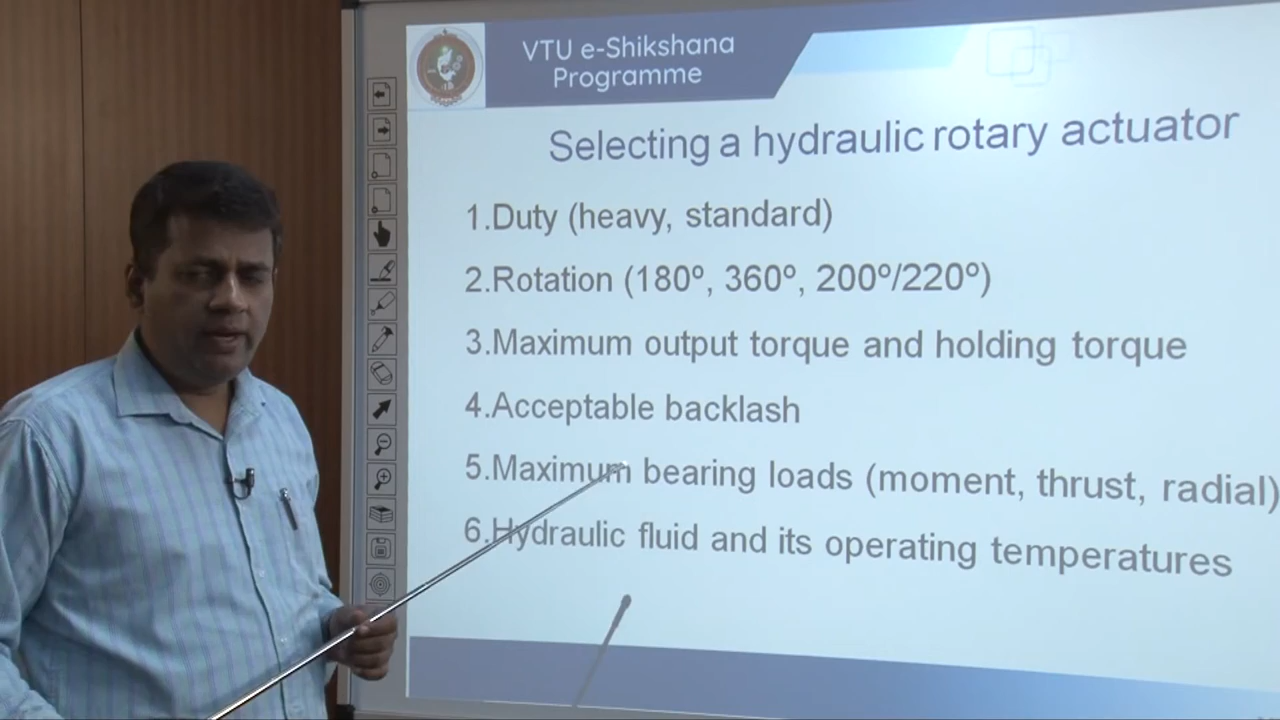 VTU e-Shikshana
Programme
Selecting a hydraulic rotary actuator
1.Duty (heavy, standard)
2.Rotation (180º, 360º, 200º/220º)
3.Maximum output torque and holding torque
4.Acceptable backlash
5.Maximum bearing loads (moment, thrust, radial)
6.Hydraulic fluid and its operating temperatures